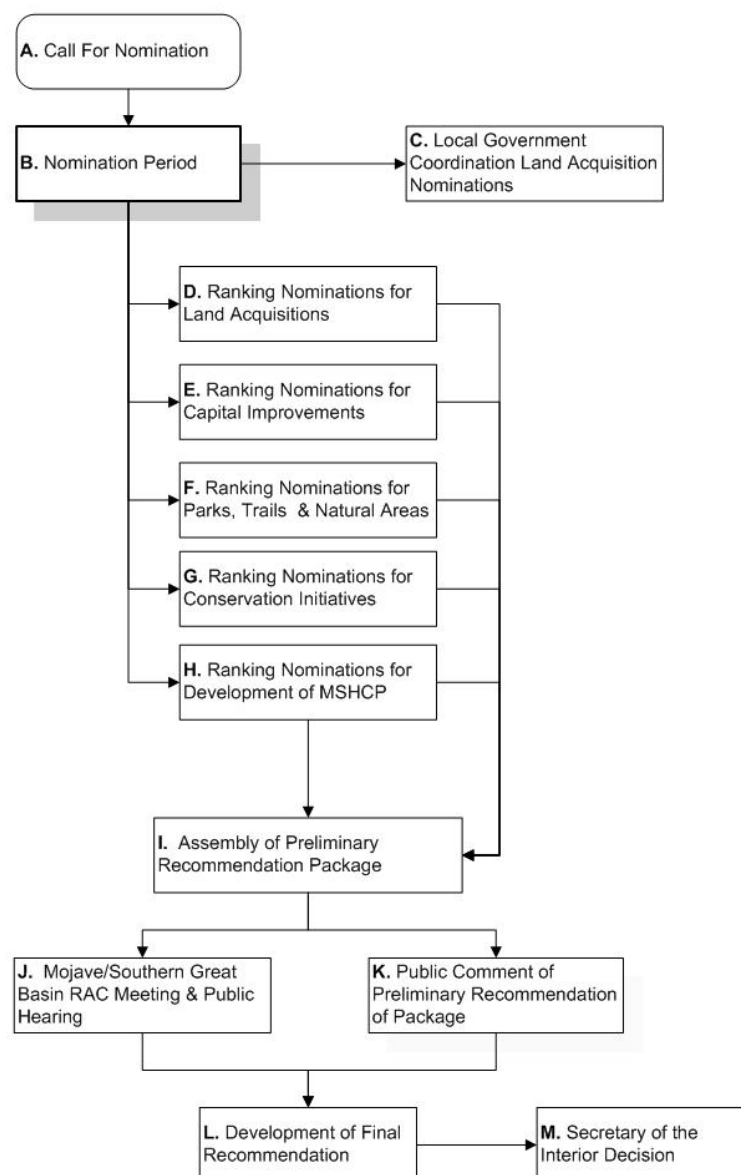 A. Call For Nomination
B. Nomination Period
C. Local Government
Coordination Land Acquisition
Nominations
D. Ranking Nominations for
Land Acquisitions
E. Ranking Nominations for
Capital Improvements
F. Ranking Nominations for
Parks, Trails & Natural Areas
G. Ranking Nominations for
Conservation Initiatives
H. Ranking Nominations for
Development of MSHCP
I. Assembly of Preliminary
Recommendation Package
J. Mojave/Southern Great
Basin RAC Meeting & Public
Hearing
K. Public Comment of
Preliminary Recommendation
of Package
L. Development of Final
Recommendation
M. Secretary of the
Interior Decision